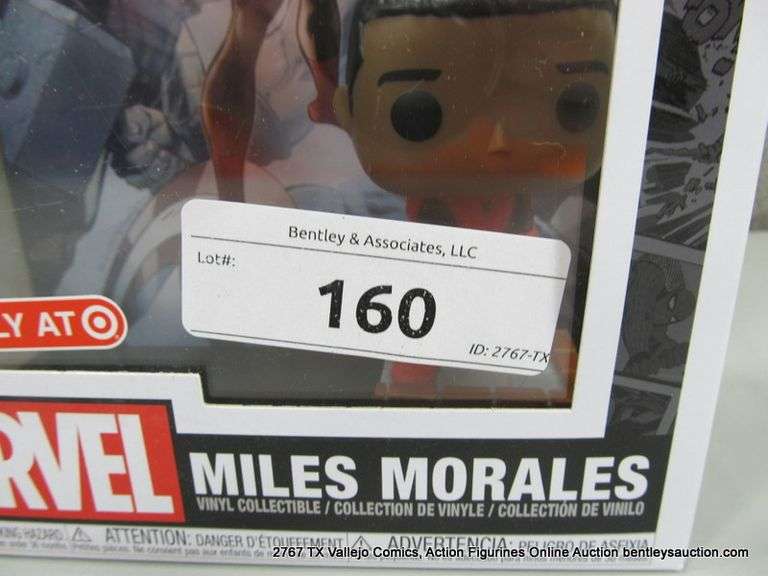 Bentley & Associates, LLC
Lot#:
160
ID: 2767-TX
LY AT
RVEL
MILES MORALES
VINYL COLLECTIBLE / COLLECTION DE VINYLE / COLECCIÓN DE VINILO
KING HAZARD. ATTENTION: DANGER D'ÉTOUFFEMENT ADVERTENCIA: PELIGRO DE ASFIXIA
2767 TX Vallejo Comics, Action Figurines Online Auction bentleysauction.com